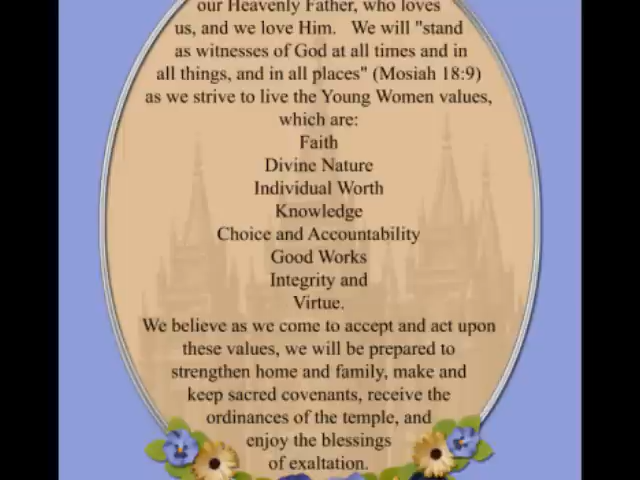 our Heavenly Father, who loves
us, and we love Him. We will "stand
as witnesses of God at all times and in
all things, and in all places" (Mosiah 18:9)
as we strive to live the Young Women values,
which are:
Faith
Divine Nature
Individual Worth
Knowledge
Choice and Accountability
Good Works
Integrity and
Virtue.
We believe as we come to accept and act upon
these values, we will be prepared to
strengthen home and family, make and
keep sacred covenants, receive the
ordinances of the temple, and
enjoy the blessings
of exaltation.